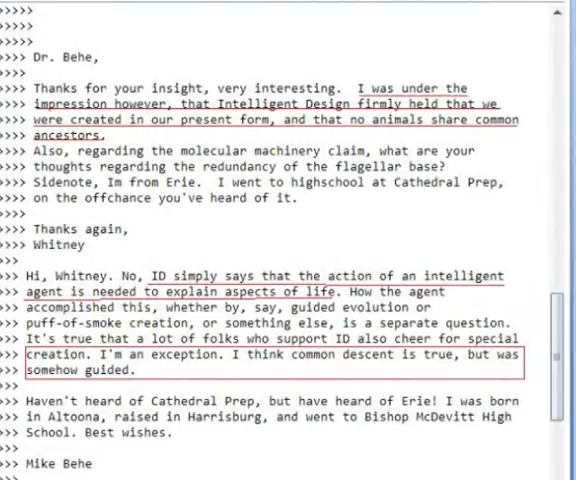 >>>>>
>>>>>
>>>>>
>>>> Dr. Behe,
>>>>
>>>> Thanks for your insight, very interesting.  I was under the
>>>> impression however, that Intelligent Design firmly held that we
>>>> were created in our present form, and that no animals share common
>>>> ancestors.
>>>> Also, regarding the molecular machinery claim, what are your
>>>> thoughts regarding the redundancy of the flagellar base?
>>>> Sidenote, Im from Erie.  I went to highschool at Cathedral Prep,
>>>> on the offchance you've heard of it.
>>>>
>>>> Thanks again,
>>>> Whitney
>>>
>>> Hi, Whitney. No, ID simply says that the action of an intelligent
>>> agent is needed to explain aspects of life. How the agent
>>> accomplished this, whether by, say, guided evolution or
>>> puff-of-smoke creation, or something else, is a separate question.
>>> It's true that a lot of folks who support ID also cheer for special
>>> creation. I'm an exception. I think common descent is true, but was
>>> somehow guided.
>>>
>>> Haven't heard of Cathedral Prep, but have heard of Erie! I was born
>>> in Altoona, raised in Harrisburg, and went to Bishop McDevitt High
>>> School. Best wishes.
>>>
>>> Mike Behe
>>>